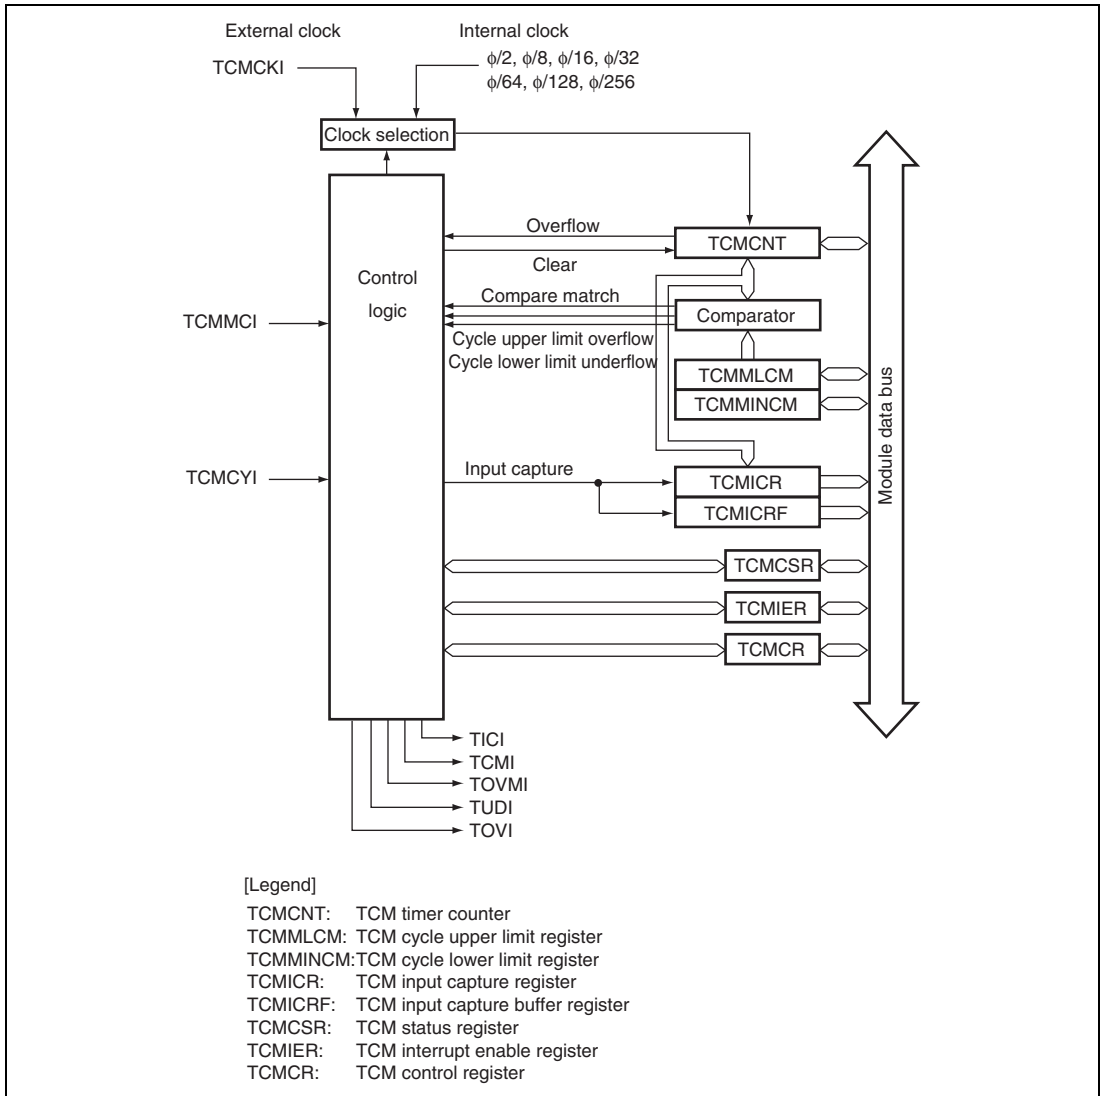 External clock
Internal clock
TCMCKI
ϕ/2, ϕ/8, ϕ/16, ϕ/32
ϕ/64, ϕ/128, ϕ/256
Clock selection
Overflow
TCMCNT
Clear
Control
logic
Compare matrch
Comparator
TCMMCI
Cycle upper limit overflow
Cycle lower limit underflow
TCMMLCM
TCMMINCM
Module data bus
TCMCYI
Input capture
TCMICR
TCMICRF
TCMCSR
TCMIER
TCMCR
TICI
TCMI
TOVMI
TUDI
TOVI
[Legend]
TCMCNT: TCM timer counter
TCMMLCM: TCM cycle upper limit register
TCMMINCM:TCM cycle lower limit register
TCMICR: TCM input capture register
TCMICRF: TCM input capture buffer register
TCMCSR: TCM status register
TCMIER: TCM interrupt enable register
TCMCR: TCM control register